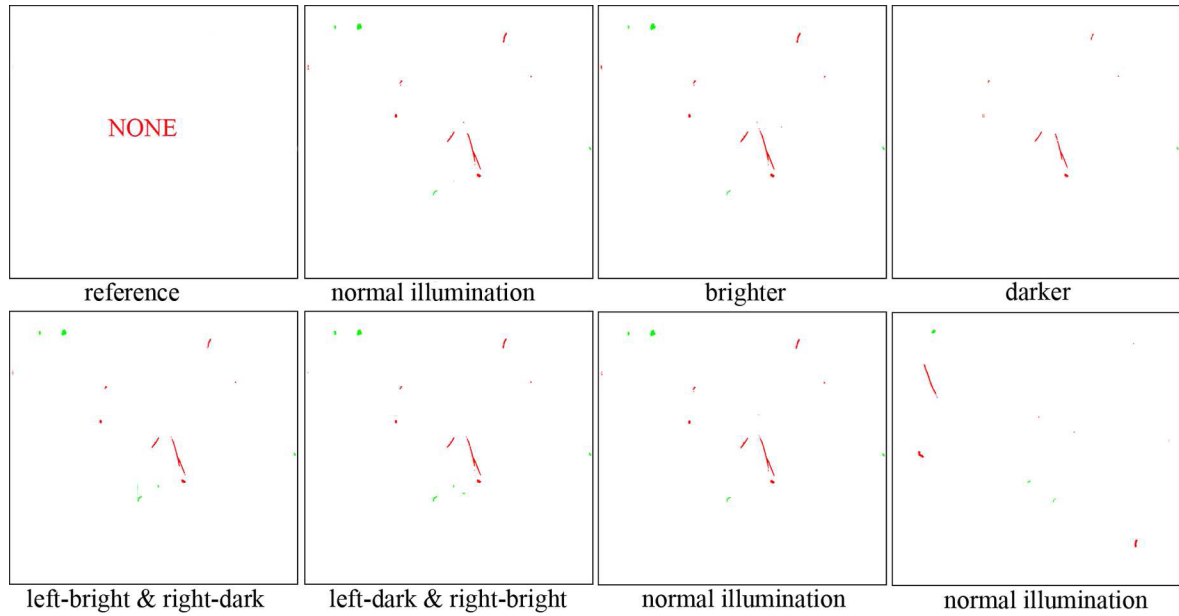 NONE
reference
normal illumination
brighter
darker
left-bright & right-dark
left-dark & right-bright
normal illumination
normal illumination